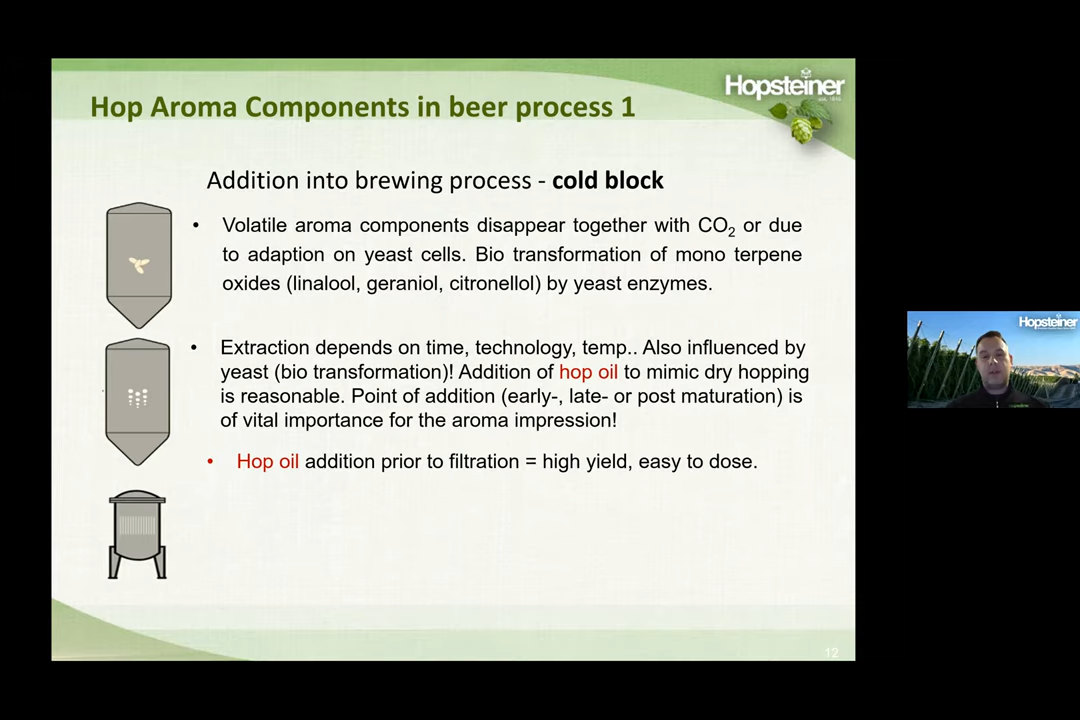 Hopsteiner
Hop Aroma Components in beer process 1
Addition into brewing process - cold block
• Volatile aroma components disappear together with CO₂ or due
to adaption on yeast cells. Bio transformation of mono terpene
oxides (linalool, geraniol, citronellol) by yeast enzymes.
• Extraction depends on time, technology, temp.. Also influenced by
yeast (bio transformation)! Addition of hop oil to mimic dry hopping
is reasonable. Point of addition (early-, late- or post maturation) is
of vital importance for the aroma impression!
• Hop oil addition prior to filtration = high yield, easy to dose.
12
Hopsteiner